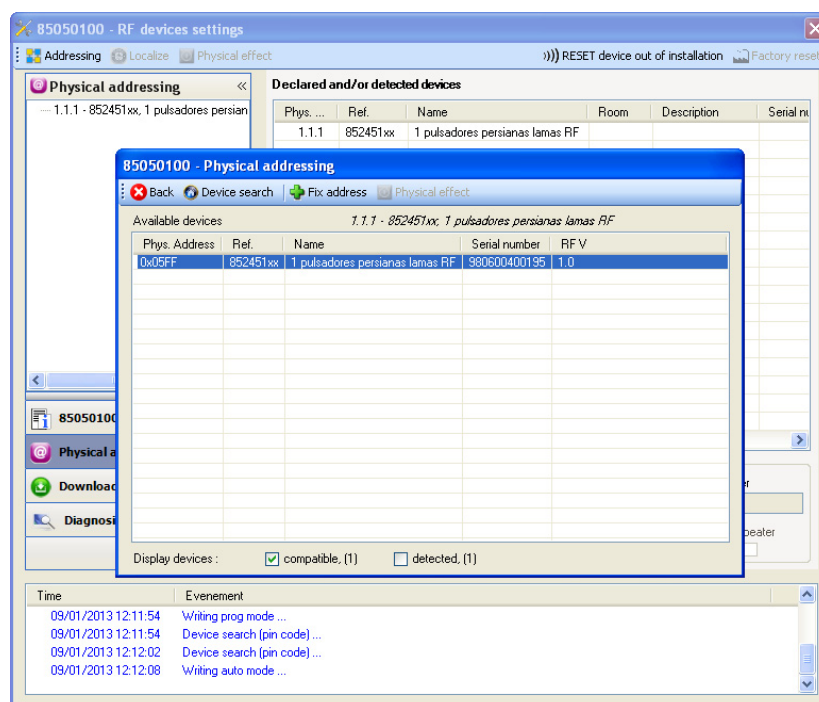 85050100 - RF devices settings
Addressing Localize Physical effect )))) RESET device out of installation Factory reset
Physical addressing «
1.1.1 - 852451xx, 1 pulsadores persian
Declared and/or detected devices
Phys. ... Ref. Name Room Description Serial nu
1.1.1 852451xx 1 pulsadores persianas lamas RF
85050100 - Physical addressing
Back Device search Fix address Physical effect
Available devices 1.1.1 - 852451xx, 1 pulsadores persianas lamas RF
Phys. Address Ref. Name Serial number RF V
0x05FF 852451xx 1 pulsadores persianas lamas RF 980600400195 1.0
85050100
Physical a
Download
Diagnosi
Display devices : compatible, (1) detected, (1)
Time Evenement
09/01/2013 12:11:54 Writing prog mode ...
09/01/2013 12:11:54 Device search (pin code) ...
09/01/2013 12:12:02 Device search (pin code) ...
09/01/2013 12:12:08 Writing auto mode ...